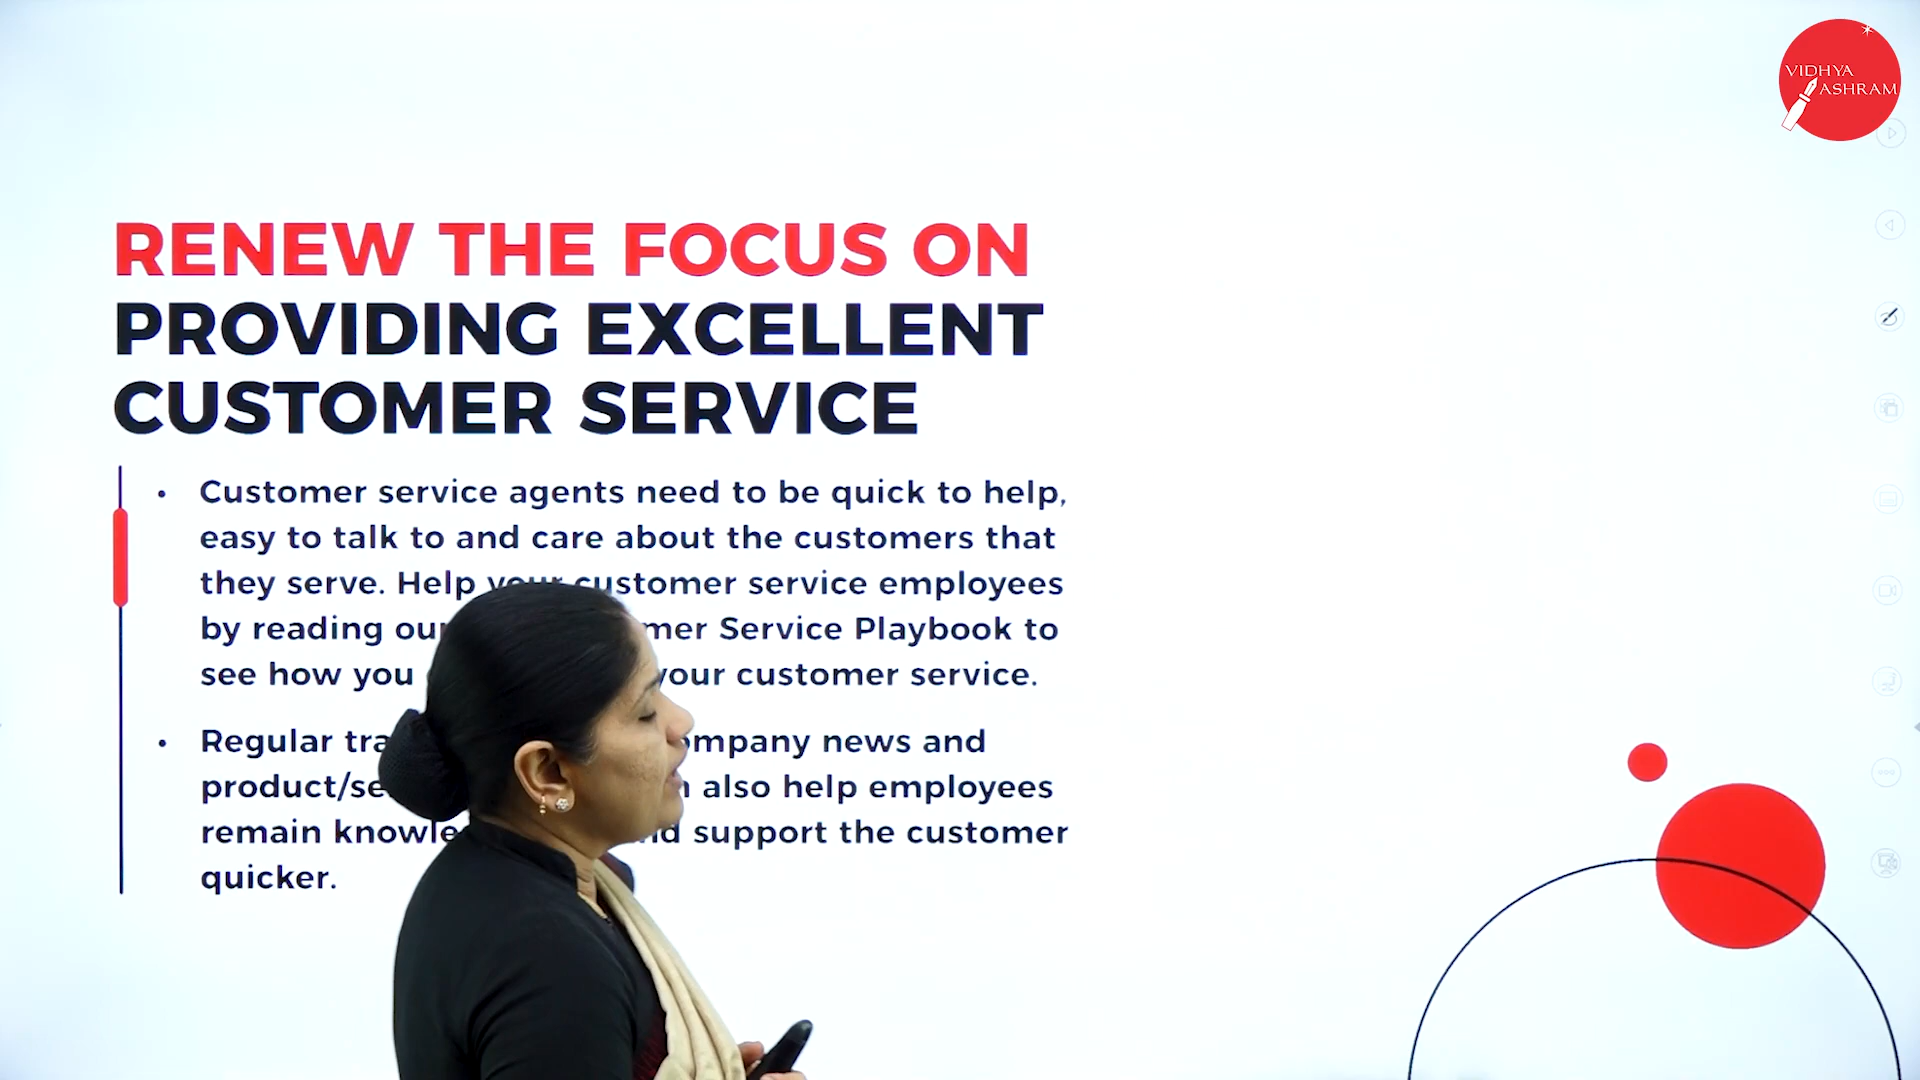 VIDHYA
ASHRAM
RENEW THE FOCUS ON
PROVIDING EXCELLENT
CUSTOMER SERVICE
• Customer service agents need to be quick to help,
easy to talk to and care about the customers that
they serve. Help your customer service employees
by reading our Service Playbook to
see how you your customer service.
• Regular news and
also help employees
remain support the customer
quicker.